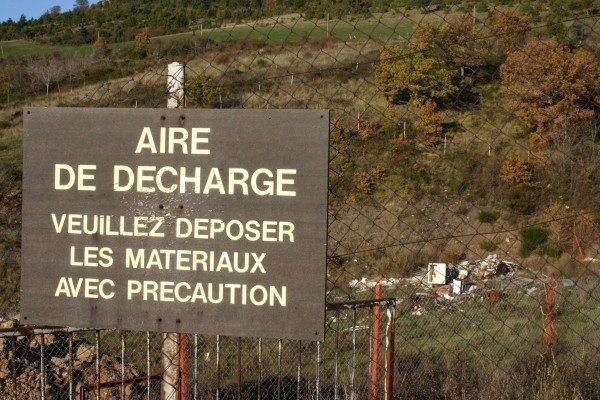 AIRE
DE DECHARGE
VEUILLEZ DEPOSER
LES MATERIAUX
AVEC PRECAUTION